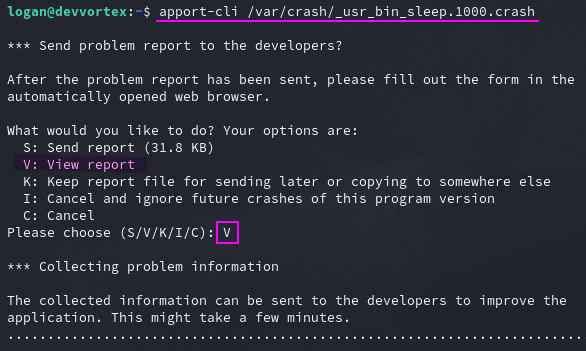 logan@devvortex:~$ apport-cli /var/crash/_usr_bin_sleep.1000.crash
*** Send problem report to the developers?
After the problem report has been sent, please fill out the form in the
automatically opened web browser.
What would you like to do? Your options are:
S: Send report (31.8 KB)
V: View report
K: Keep report file for sending later or copying to somewhere else
I: Cancel and ignore future crashes of this program version
C: Cancel
Please choose (S/V/K/I/C): V
*** Collecting problem information
The collected information can be sent to the developers to improve the
application. This might take a few minutes.
.........................................................................